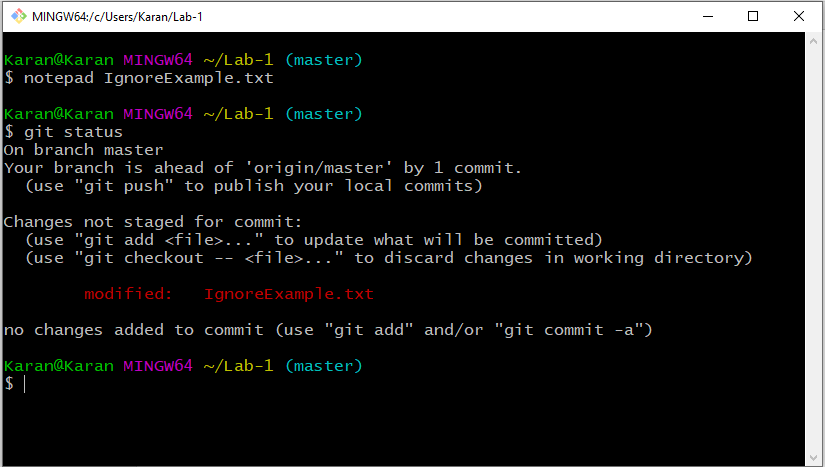 MINGW64:/c/Users/Karan/Lab-1
Karan@Karan MINGW64 ~/Lab-1 (master)
$ notepad IgnoreExample.txt
Karan@Karan MINGW64 ~/Lab-1 (master)
$ git status
On branch master
Your branch is ahead of 'origin/master' by 1 commit.
  (use "git push" to publish your local commits)
Changes not staged for commit:
  (use "git add <file>..." to update what will be committed)
  (use "git checkout -- <file>..." to discard changes in working directory)
        modified:   IgnoreExample.txt
no changes added to commit (use "git add" and/or "git commit -a")
Karan@Karan MINGW64 ~/Lab-1 (master)
$